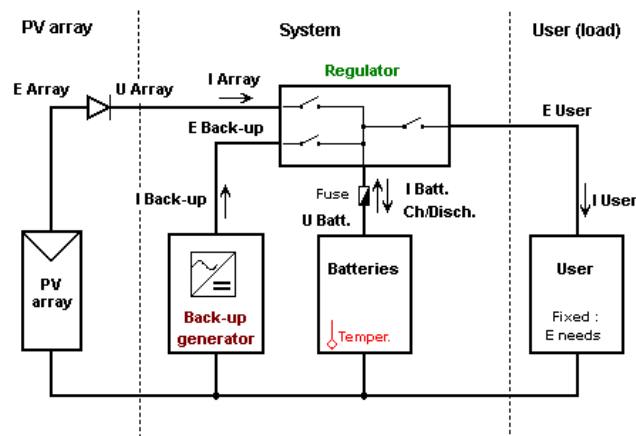 PV array
System
User (load)
Regulator
I Array
E Array
U Array
E Back-up
E User
I Back-up
Fuse
I Batt.
Ch/Disch.
U Batt.
I User
PV
array
Back-up
generator
Batteries
Temper.
User
Fixed :
E needs